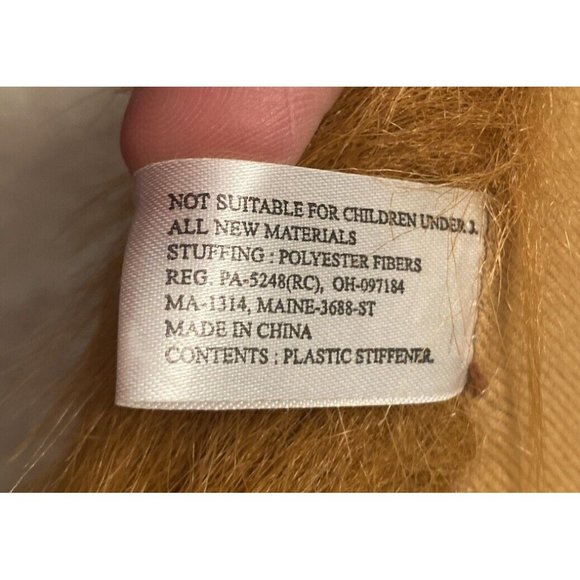 NOT SUITABLE FOR CHILDREN UNDER 3.
ALL NEW MATERIALS
STUFFING : POLYESTER FIBERS
REG. PA-5248(RC), OH-097184
MA-1314, MAINE-3688-ST
MADE IN CHINA
CONTENTS : PLASTIC STIFFENER.